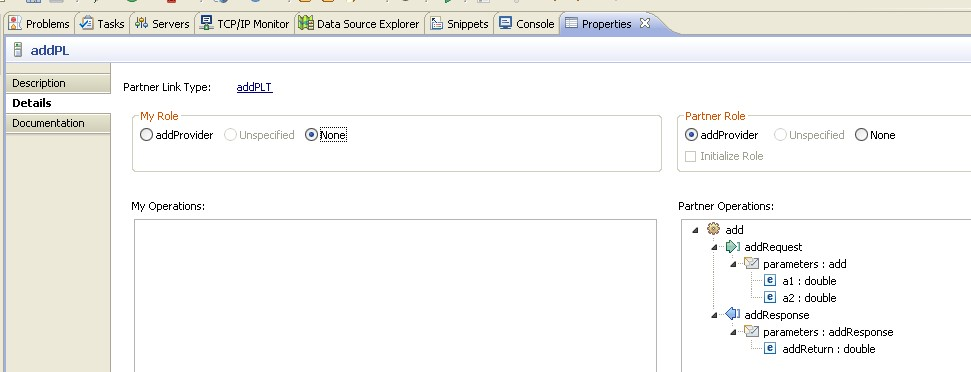 Problems Tasks Servers TCP/IP Monitor Data Source Explorer Snippets Console Properties
addPL
Description
Details
Documentation
Partner Link Type: addPLT
My Role
addProvider Unspecified None
Partner Role
addProvider Unspecified None
Initialize Role
My Operations:
Partner Operations:
add
addRequest
parameters : add
e a1 : double
e a2 : double
addResponse
parameters : addResponse
e addReturn : double